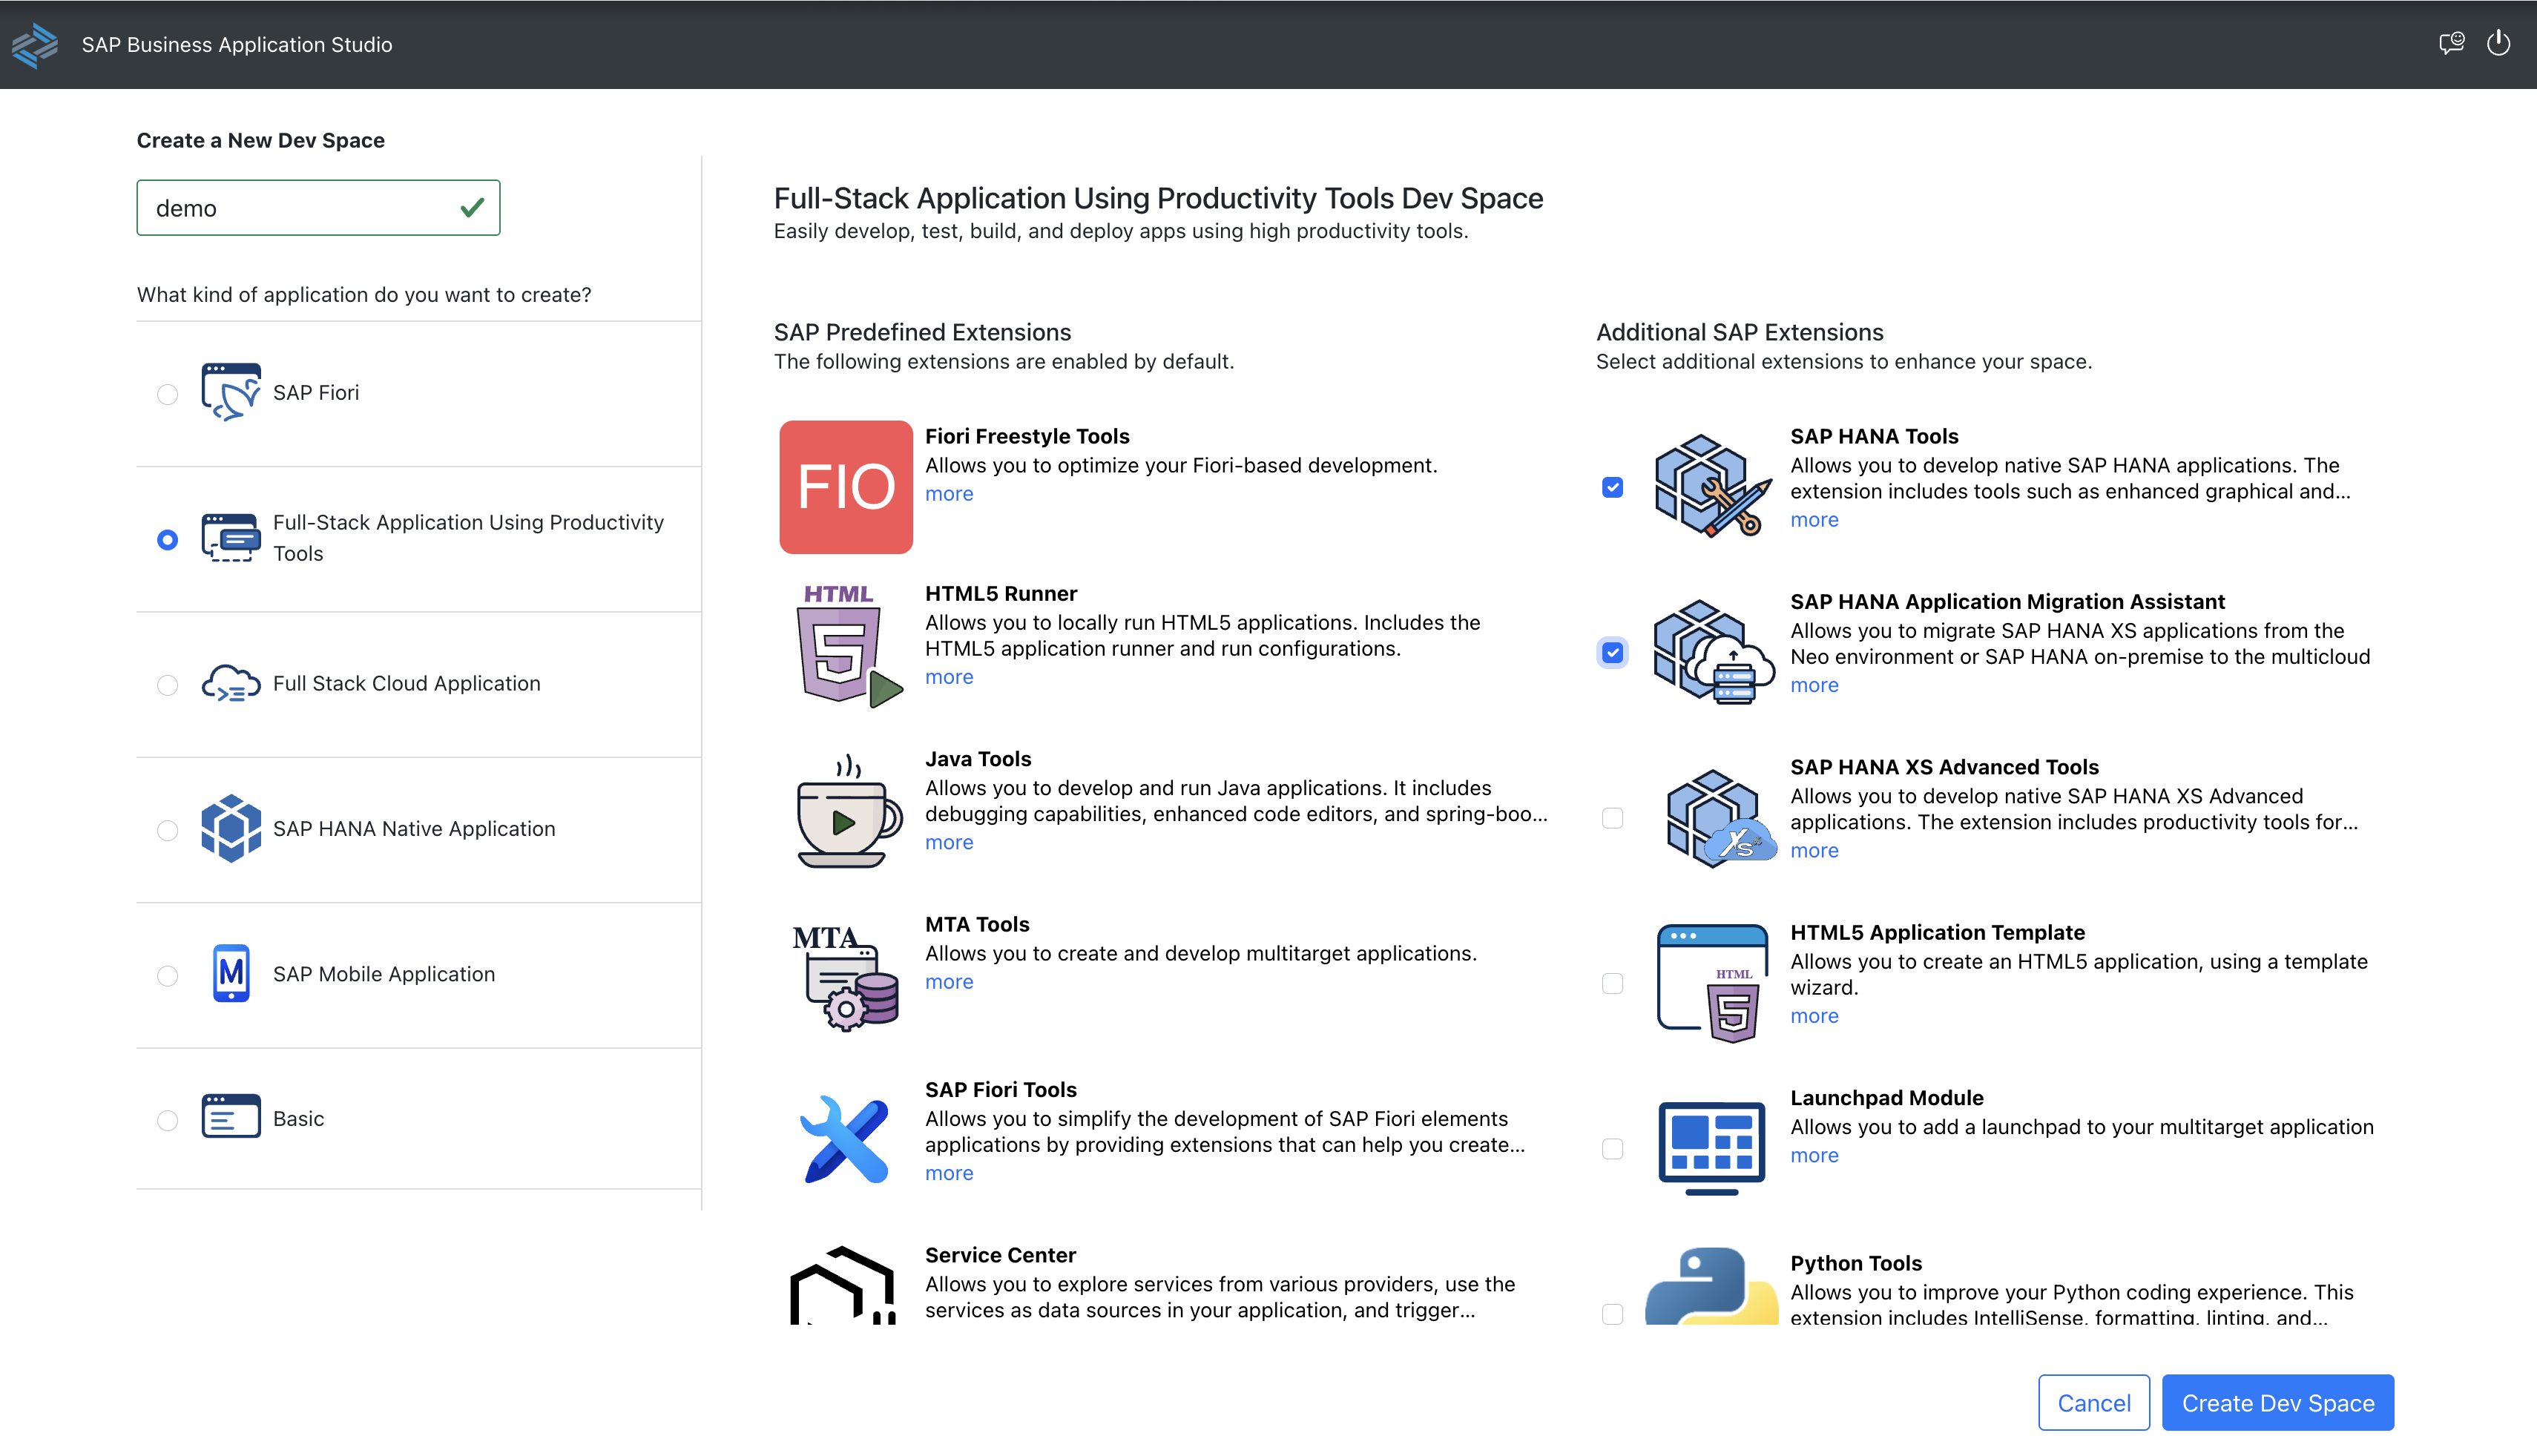 SAP Business Application Studio
Create a New Dev Space
demo
What kind of application do you want to create?
SAP Fiori
Full-Stack Application Using Productivity
Tools
Full Stack Cloud Application
SAP HANA Native Application
M
SAP Mobile Application
Basic
Full-Stack Application Using Productivity Tools Dev Space
Easily develop, test, build, and deploy apps using high productivity tools.
SAP Predefined Extensions
The following extensions are enabled by default.
FIO
Fiori Freestyle Tools
Allows you to optimize your Fiori-based development.
more
HTML
5
HTML5 Runner
Allows you to locally run HTML5 applications. Includes the
HTML5 application runner and run configurations.
more
Java Tools
Allows you to develop and run Java applications. It includes
debugging capabilities, enhanced code editors, and spring-boo...
more
MTA
MTA Tools
Allows you to create and develop multitarget applications.
more
SAP Fiori Tools
Allows you to simplify the development of SAP Fiori elements
applications by providing extensions that can help you create...
more
Service Center
Allows you to explore services from various providers, use the
services as data sources in your application, and trigger...
Additional SAP Extensions
Select additional extensions to enhance your space.
SAP HANA Tools
Allows you to develop native SAP HANA applications. The
extension includes tools such as enhanced graphical and...
more
SAP HANA Application Migration Assistant
Allows you to migrate SAP HANA XS applications from the
Neo environment or SAP HANA on-premise to the multicloud
more
XS
SAP HANA XS Advanced Tools
Allows you to develop native SAP HANA XS Advanced
applications. The extension includes productivity tools for...
more
HTML
5
HTML5 Application Template
Allows you to create an HTML5 application, using a template
wizard.
more
Launchpad Module
Allows you to add a launchpad to your multitarget application
more
Python Tools
Allows you to improve your Python coding experience. This
extension includes IntelliSense, formatting, linting, and...
Cancel
Create Dev Space